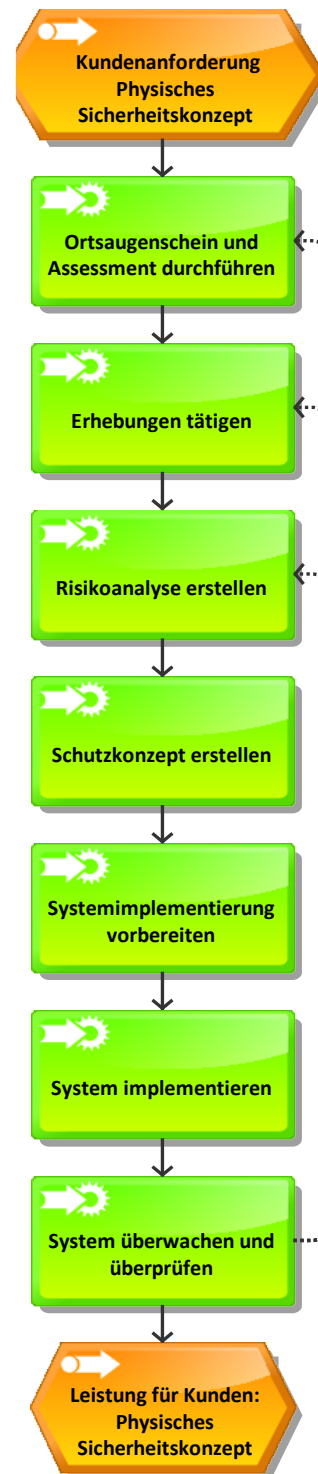 Kundenanforderung
Physisches
Sicherheitskonzept
Ortsaugenschein und
Assessment durchführen
Erhebungen tätigen
Risikoanalyse erstellen
Schutzkonzept erstellen
Systemimplementierung
vorbereiten
System implementieren
System überwachen und
überprüfen
Leistung für Kunden:
Physisches
Sicherheitskonzept